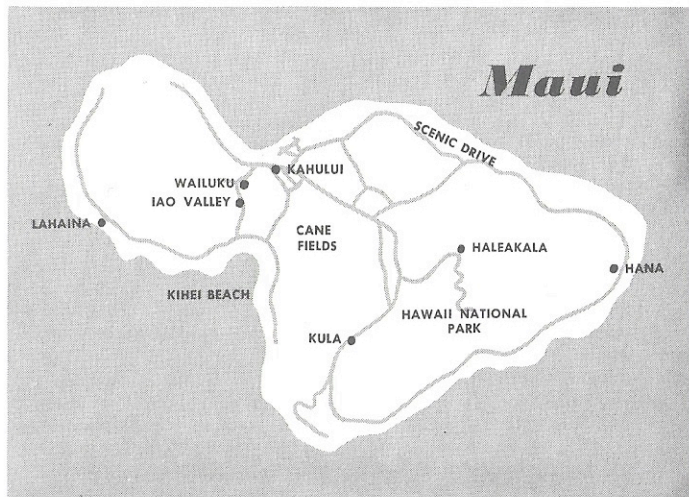 Maui
SCENIC DRIVE
KAHULUI
WAILUKU
IAO VALLEY
LAHAINA
CANE
FIELDS
HALEAKALA
HANA
KIHEI BEACH
HAWAII NATIONAL
PARK
KULA